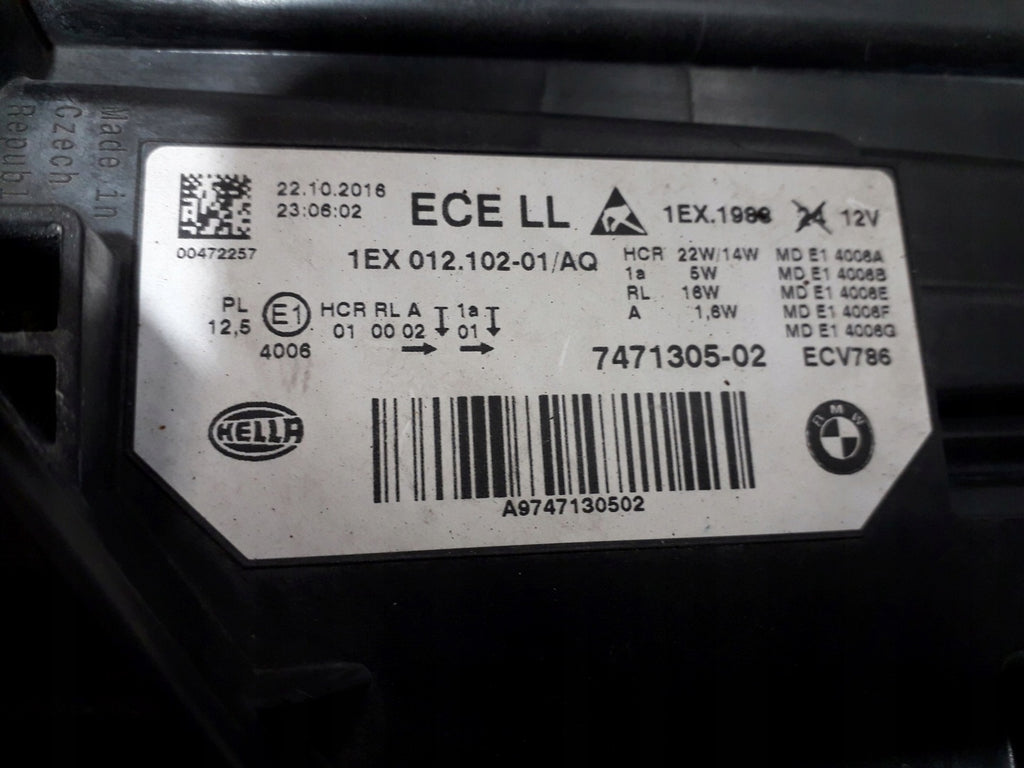 Made in
Czech
Republi
22.10.2016
23:06:02
00472257
ECE LL
1EX.198 24 12V
1EX 012.102-01/AQ
HCR 22W/14W MD E1 4006A
1a 5W MD E1 4006B
RL 16W MD E1 4006E
A 1,6W MD E1 4006F
MD E1 4006G
PL
12,5
E1
4006
HCR RL A 1a
01 00 02 01
7471305-02 ECV786
HELLA
BMW
A9747130502